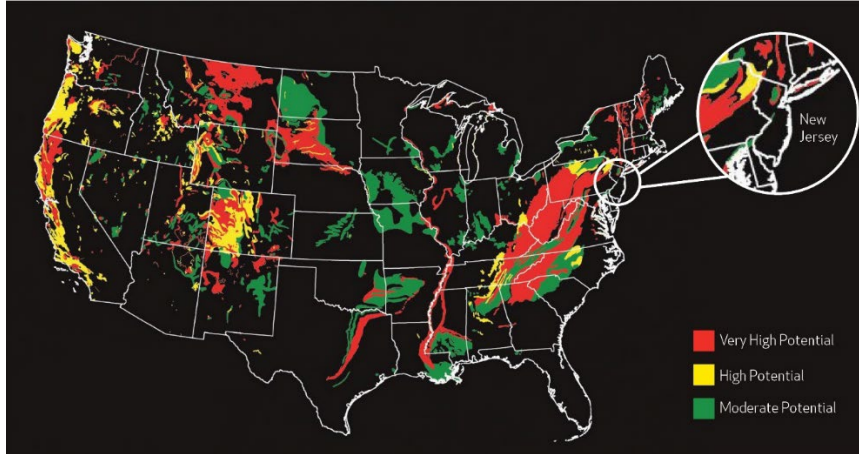 New
Jersey
Very High Potential
High Potential
Moderate Potential